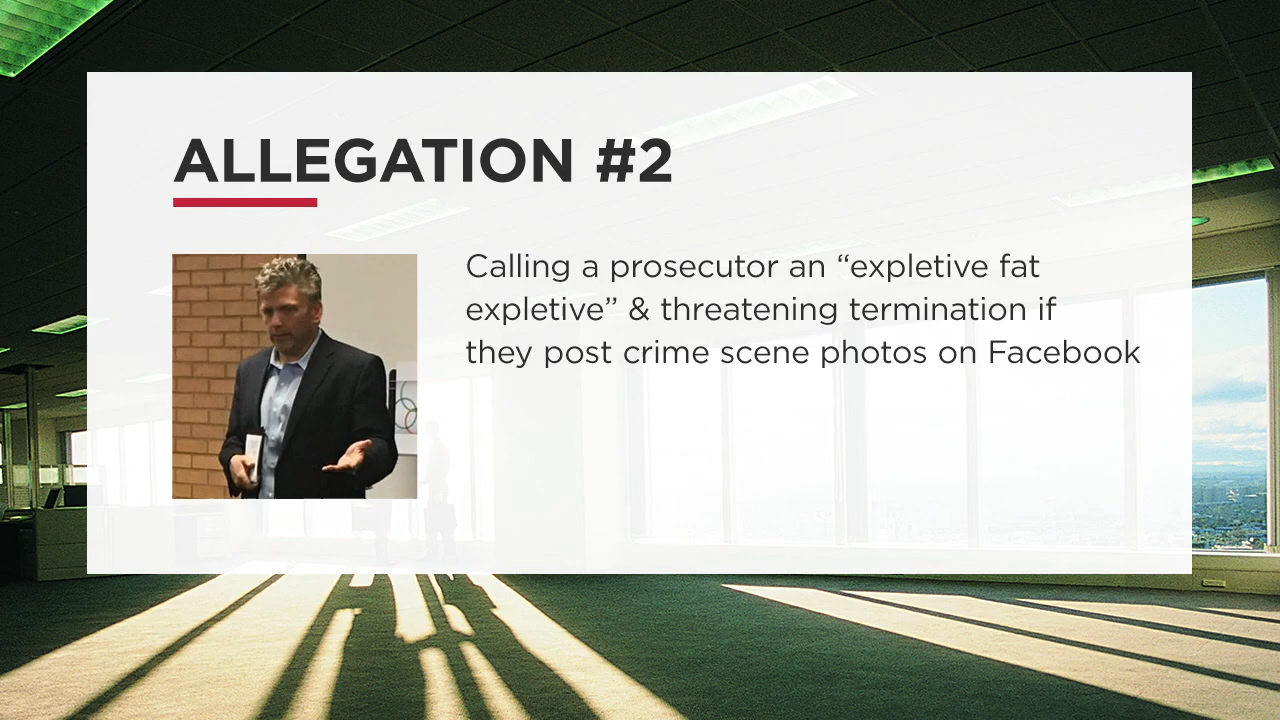 ALLEGATION #2
Calling a prosecutor an “expletive fat
expletive” & threatening termination if
they post crime scene photos on Facebook